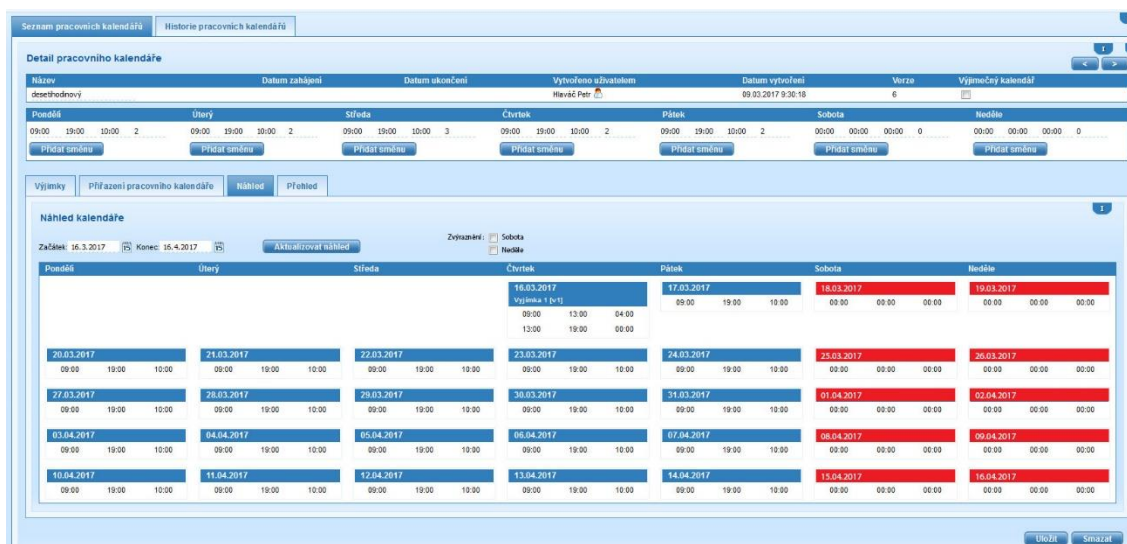 Seznam pracovních kalendářů Historie pracovních kalendářů
Detail pracovního kalendáře
< >
Název Datum zahájení Datum ukončení Vytvořeno uživatelem Datum vytvoření Verze Výjimočný kalendář
desetihodinový Hlaváč Petr 09.03.2017 9:30:18 6
Pondělí Úterý Středa Čtvrtek Pátek Sobota Neděle
09:00 19:00 10:00 2 09:00 19:00 10:00 2 09:00 19:00 10:00 3 09:00 19:00 10:00 2 09:00 19:00 10:00 2 00:00 00:00 00:00 0 00:00 00:00 00:00 0
Přidat směnu Přidat směnu Přidat směnu Přidat směnu Přidat směnu Přidat směnu Přidat směnu
Výjimky Přiřazení pracovního kalendáře Náhled Přehled
Náhled kalendáře
Začátek: 16.3.2017 15 Konec: 16.4.2017 15 Aktualizovat náhled Zvýraznění: Sobota
Neděle
Pondělí Úterý Středa Čtvrtek Pátek Sobota Neděle
16.03.2017 17.03.2017 18.03.2017 19.03.2017
Vyjímka 1 [v1] 09:00 19:00 10:00 00:00 00:00 00:00 00:00 00:00 00:00
09:00 13:00 04:00
13:00 19:00 00:00
20.03.2017 21.03.2017 22.03.2017 23.03.2017 24.03.2017 25.03.2017 26.03.2017
09:00 19:00 10:00 09:00 19:00 10:00 09:00 19:00 10:00 09:00 19:00 10:00 09:00 19:00 10:00 00:00 00:00 00:00 00:00 00:00 00:00
27.03.2017 28.03.2017 29.03.2017 30.03.2017 31.03.2017 01.04.2017 02.04.2017
09:00 19:00 10:00 09:00 19:00 10:00 09:00 19:00 10:00 09:00 19:00 10:00 09:00 19:00 10:00 00:00 00:00 00:00 00:00 00:00 00:00
03.04.2017 04.04.2017 05.04.2017 06.04.2017 07.04.2017 08.04.2017 09.04.2017
09:00 19:00 10:00 09:00 19:00 10:00 09:00 19:00 10:00 09:00 19:00 10:00 09:00 19:00 10:00 00:00 00:00 00:00 00:00 00:00 00:00
10.04.2017 11.04.2017 12.04.2017 13.04.2017 14.04.2017 15.04.2017 16.04.2017
09:00 19:00 10:00 09:00 19:00 10:00 09:00 19:00 10:00 09:00 19:00 10:00 09:00 19:00 10:00 00:00 00:00 00:00 00:00 00:00 00:00
Uložit Smazat